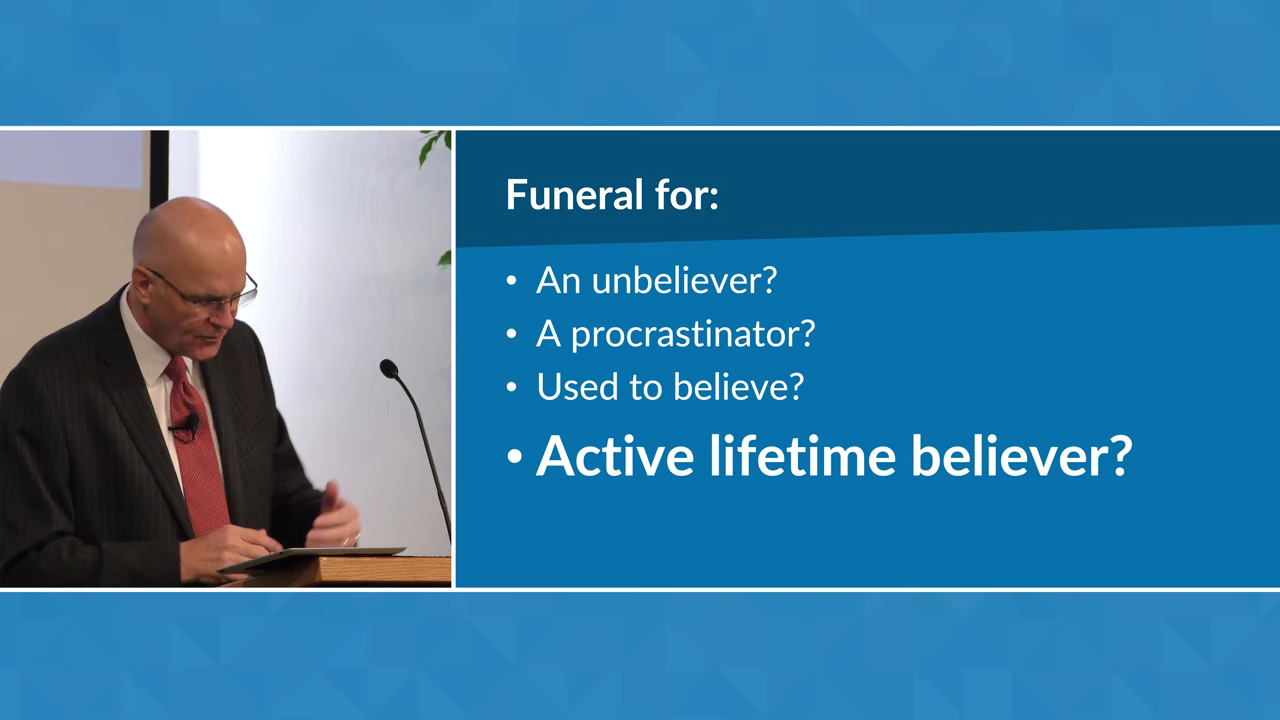 Funeral for:
• An unbeliever?
• A procrastinator?
• Used to believe?
• Active lifetime believer?